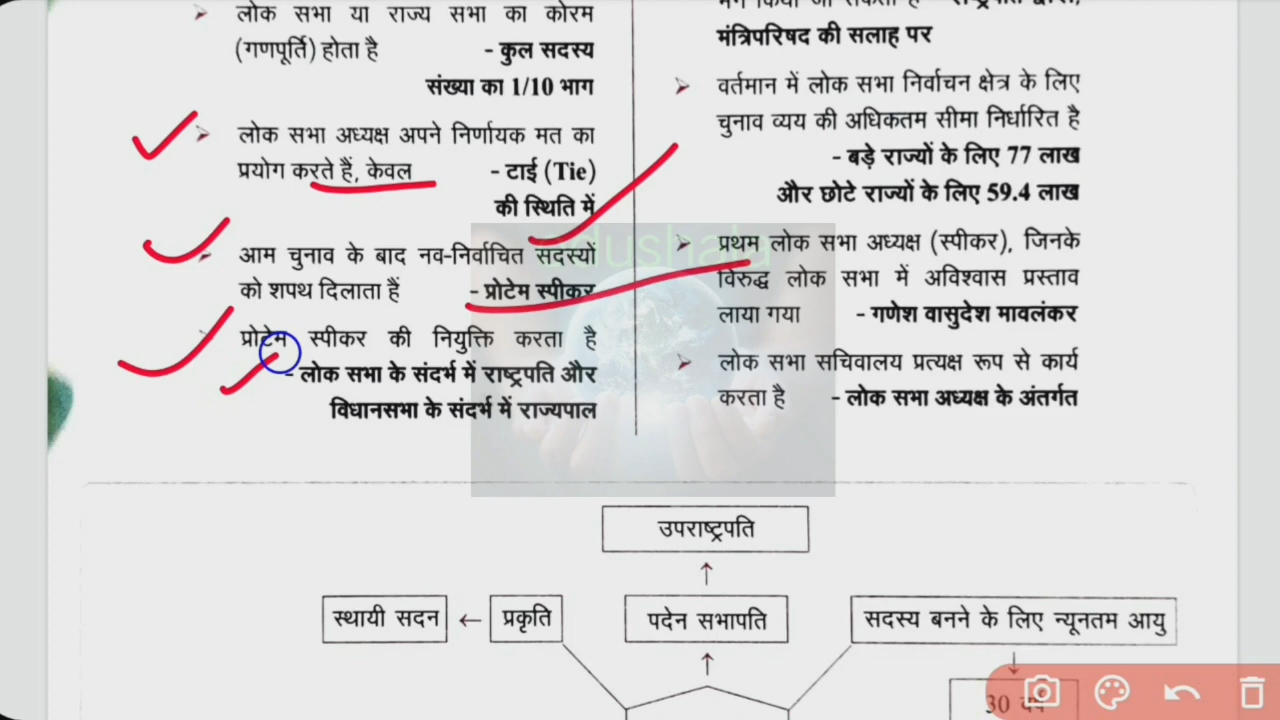 लोक सभा या राज्य सभा का कोरम
(गणपूर्ति) होता है - कुल सदस्य
संख्या का 1/10 भाग
लोक सभा अध्यक्ष अपने निर्णायक मत का
प्रयोग करते हैं, केवल - टाई (Tie)
की स्थिति में
आम चुनाव के बाद नव-निर्वाचित सदस्यों
को शपथ दिलाता हैं - प्रोटेम स्पीकर
प्रोटेम स्पीकर की नियुक्ति करता है
- लोक सभा के संदर्भ में राष्ट्रपति और
विधानसभा के संदर्भ में राज्यपाल
मंत्रिपरिषद की सलाह पर
वर्तमान में लोक सभा निर्वाचन क्षेत्र के लिए
चुनाव व्यय की अधिकतम सीमा निर्धारित है
- बड़े राज्यों के लिए 77 लाख
और छोटे राज्यों के लिए 59.4 लाख
प्रथम लोक सभा अध्यक्ष (स्पीकर), जिनके
विरुद्ध लोक सभा में अविश्वास प्रस्ताव
लाया गया - गणेश वासुदेश मावलंकर
लोक सभा सचिवालय प्रत्यक्ष रूप से कार्य
करता है - लोक सभा अध्यक्ष के अंतर्गत
edushala
उपराष्ट्रपति
स्थायी सदन ← प्रकृति
पदेन सभापति
सदस्य बनने के लिए न्यूनतम आयु
30 वर्ष